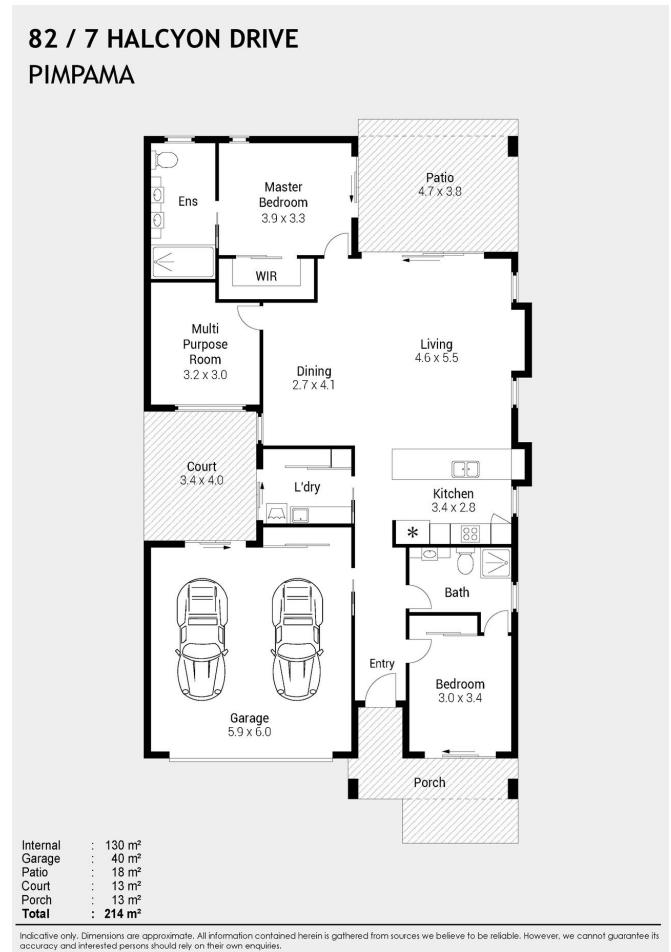 82 / 7 HALCYON DRIVE
PIMPAMA
Patio
4.7 x 3.8
Ens
Master
Bedroom
3.9 x 3.3
WIR
Multi
Purpose
Room
3.2 x 3.0
Living
4.6 x 5.5
Dining
2.7 x 4.1
Court
3.4 x 4.0
L'dry
Kitchen
3.4 x 2.8
*
Bath
Entry
Bedroom
3.0 x 3.4
Garage
5.9 x 6.0
Porch
Internal : 130 m²
Garage : 40 m²
Patio : 18 m²
Court : 13 m²
Porch : 13 m²
Total : 214 m²
Indicative only. Dimensions are approximate. All information contained herein is gathered from sources we believe to be reliable. However, we cannot guarantee its
accuracy and interested persons should rely on their own enquiries.